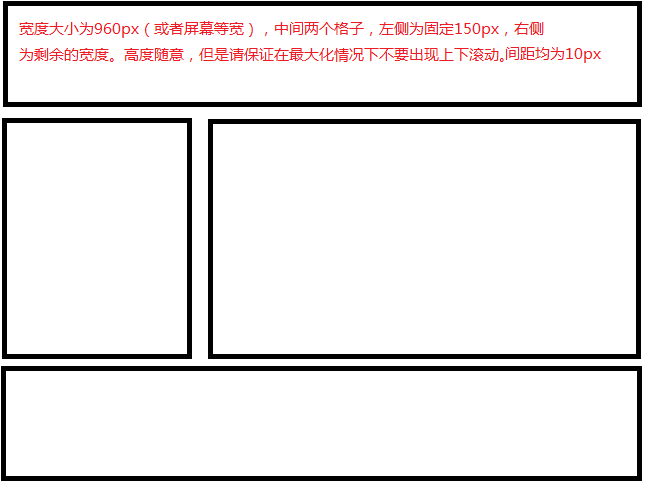 宽度大小为960px（或者屏幕等宽），中间两个格子，左侧为固定150px，右侧
为剩余的宽度。高度随意，但是请保证在最大化情况下不要出现上下滚动。间距均为10px